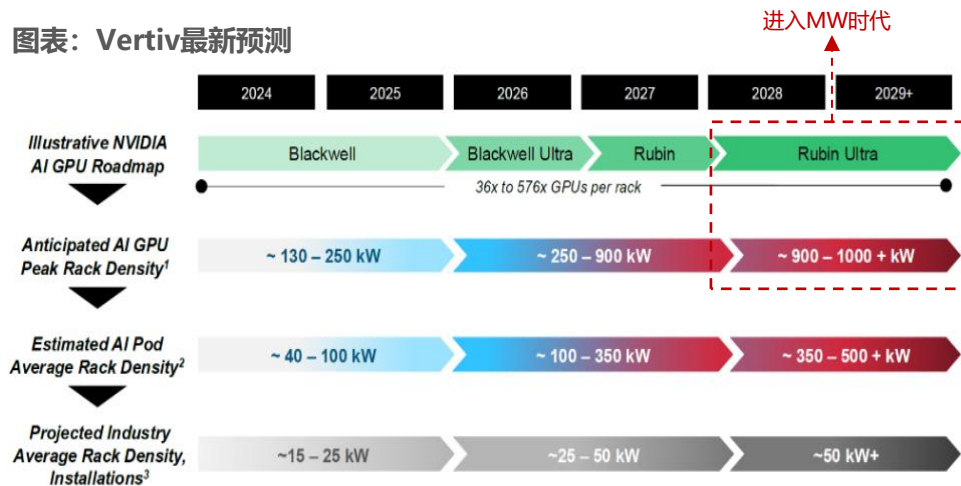 进入MW时代
图表：Vertiv最新预测
2024 2025 2026 2027 2028 2029+
Illustrative NVIDIA
AI GPU Roadmap
Blackwell Blackwell Ultra Rubin Rubin Ultra
36x to 576x GPUs per rack
Anticipated AI GPU
Peak Rack Density¹
~ 130 – 250 kW ~ 250 – 900 kW ~ 900 – 1000 + kW
Estimated AI Pod
Average Rack Density²
~ 40 – 100 kW ~ 100 – 350 kW ~ 350 – 500 + kW
Projected Industry
Average Rack Density,
Installations³
~15 – 25 kW ~25 – 50 kW ~50 kW+